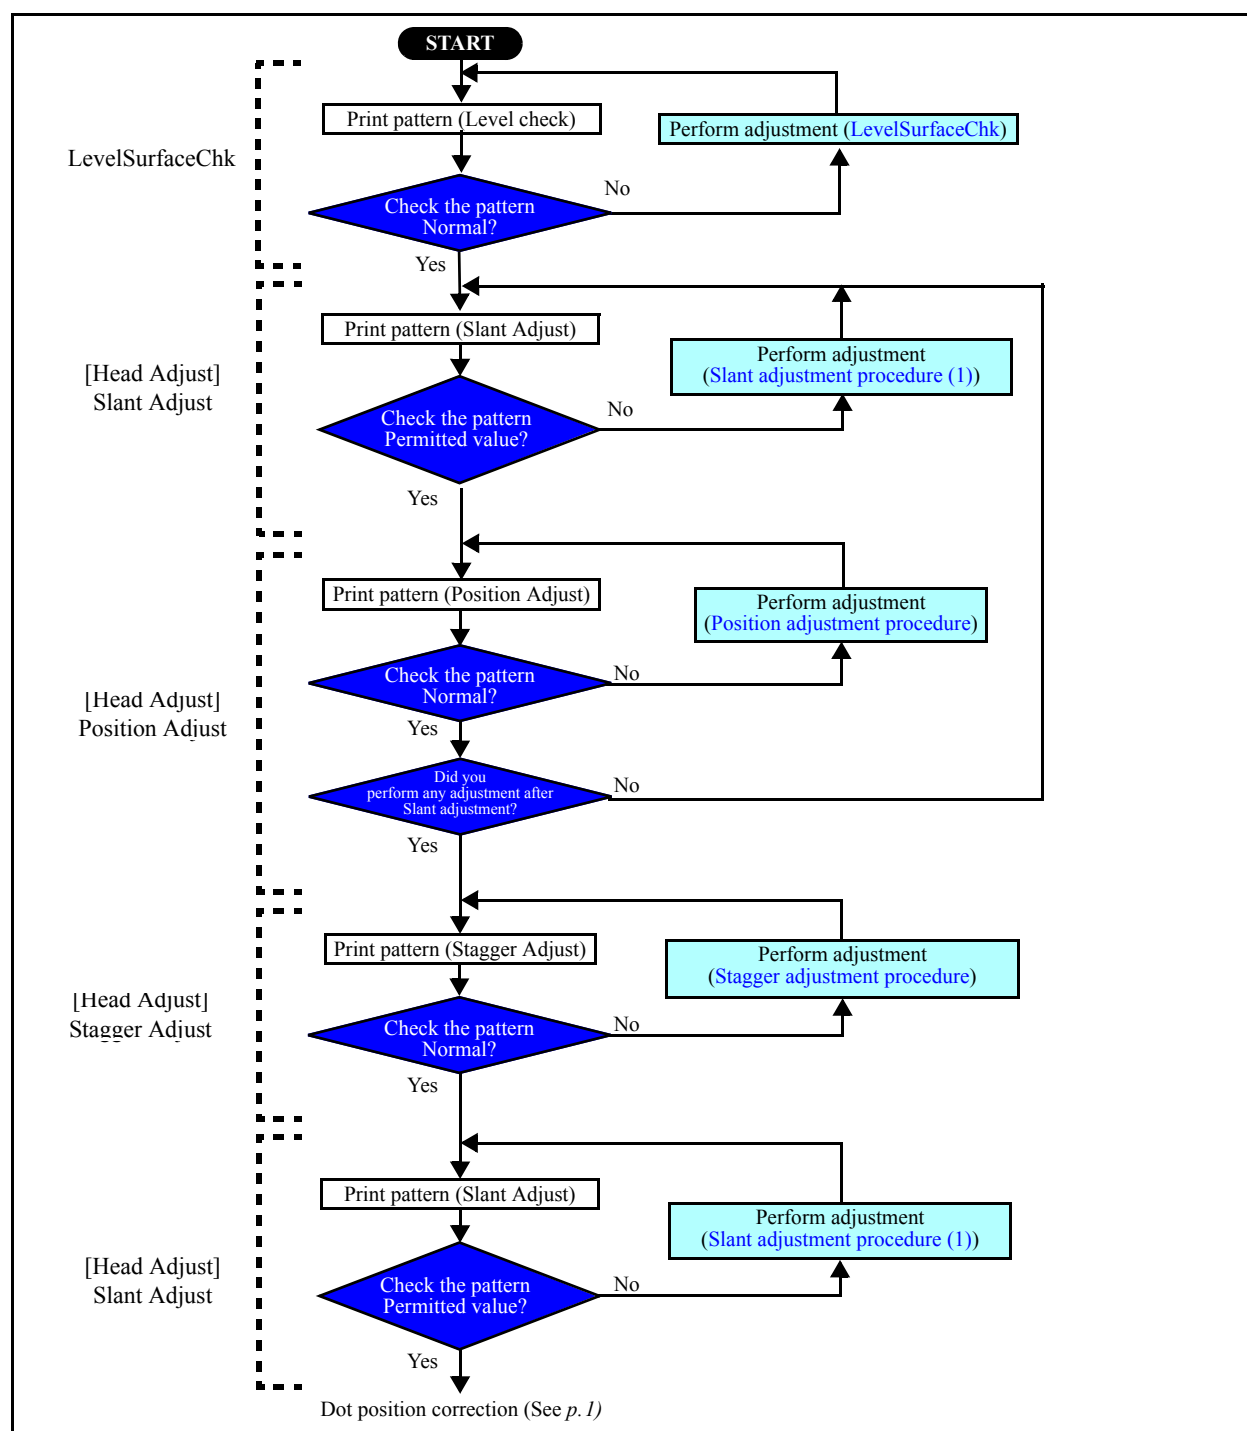 START
Print pattern (Level check)
Perform adjustment (LevelSurfaceChk)
LevelSurfaceChk
No
Check the pattern
Normal?
Yes
Print pattern (Slant Adjust)
Perform adjustment
(Slant adjustment procedure (1))
[Head Adjust]
Slant Adjust
No
Check the pattern
Permitted value?
Yes
Print pattern (Position Adjust)
Perform adjustment
(Position adjustment procedure)
No
Check the pattern
Normal?
[Head Adjust]
Position Adjust
Yes
Did you
perform any adjustment after
Slant adjustment?
No
Yes
Print pattern (Stagger Adjust)
Perform adjustment
(Stagger adjustment procedure)
[Head Adjust]
Stagger Adjust
No
Check the pattern
Normal?
Yes
Print pattern (Slant Adjust)
Perform adjustment
(Slant adjustment procedure (1))
[Head Adjust]
Slant Adjust
No
Check the pattern
Permitted value?
Yes
Dot position correction (See p. 1)